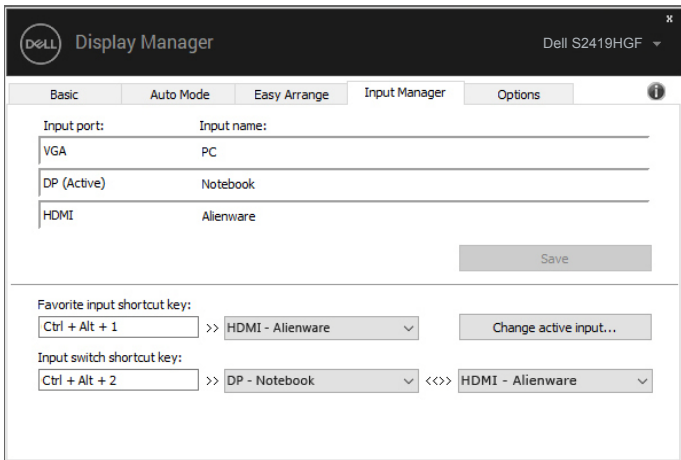 x
DELL Display Manager Dell S2419HGF
Basic Auto Mode Easy Arrange Input Manager Options i
Input port: Input name:
VGA PC
DP (Active) Notebook
HDMI Alienware
Save
Favorite input shortcut key:
Ctrl + Alt + 1 >> HDMI - Alienware Change active input...
Input switch shortcut key:
Ctrl + Alt + 2 >> DP - Notebook <<>> HDMI - Alienware